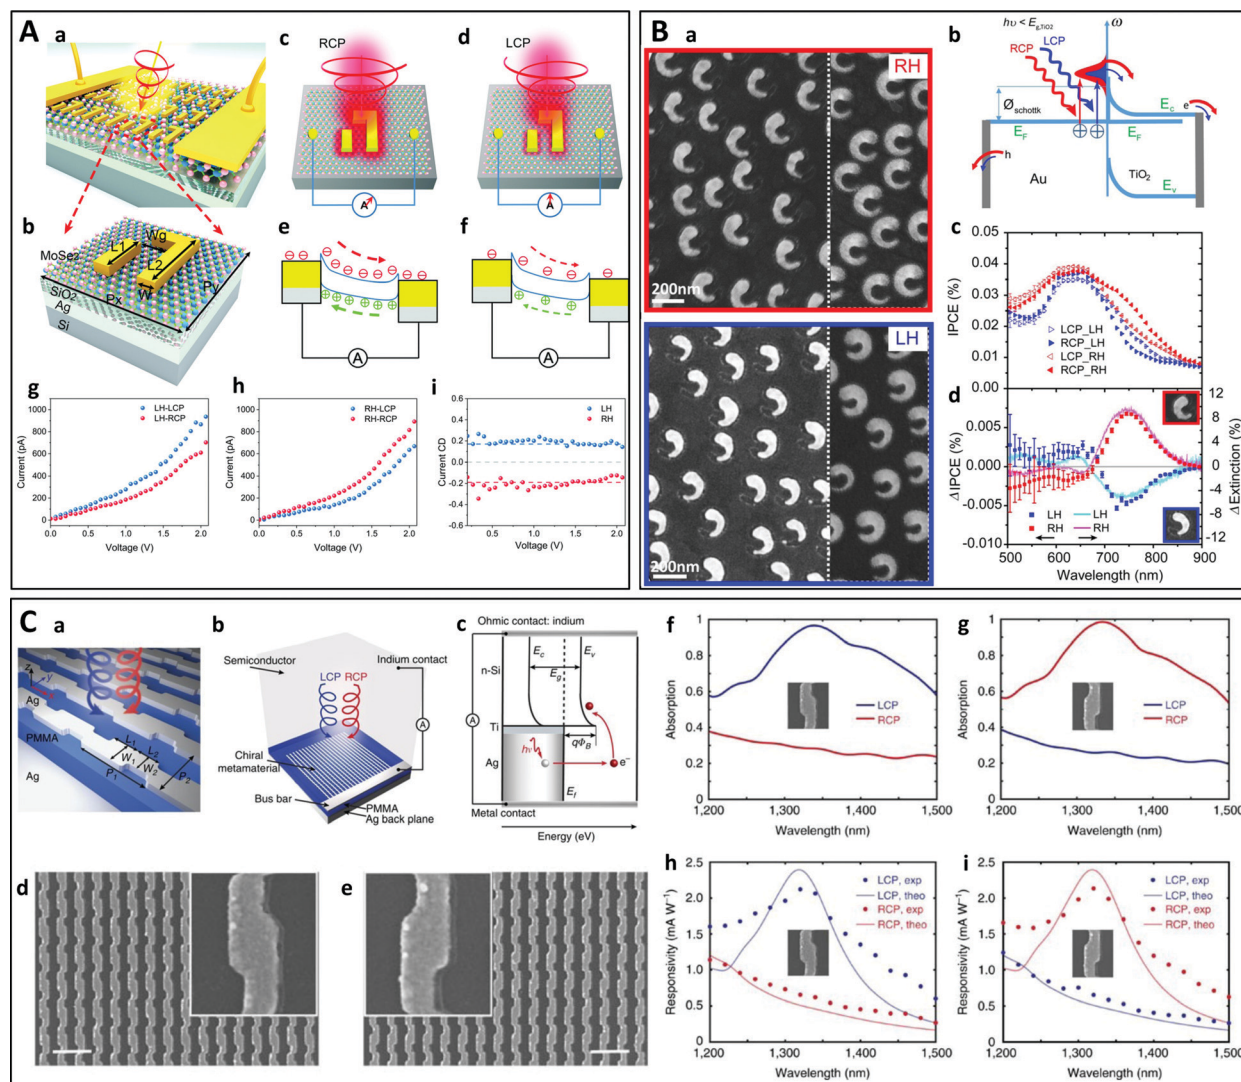 A
a
b
MoSe2
SiO2
Ag
Si
L1
Wg
L2
W
Px
Py
c
RCP
A
d
LCP
A
e
A
f
A
g
Current (pA)
1000
800
600
400
200
0
LH-LCP
LH-RCP
0.0 0.5 1.0 1.5 2.0
Voltage (V)
h
Current (pA)
1000
800
600
400
200
0
RH-LCP
RH-RCP
0.0 0.5 1.0 1.5 2.0
Voltage (V)
i
Current CD
0.6
0.4
0.2
0.0
-0.2
-0.4
-0.6
LH
RH
0.0 0.5 1.0 1.5 2.0
Voltage (V)
B
a
RH
200nm
LH
200nm
b
hυ < Eg,TiO2
ω
RCP
LCP
Øschottk
EF
EF
Ec
e-
h
Au
TiO2
Ev
c
IPCE (%)
0.05
0.04
0.03
0.02
0.01
0.00
LCP_LH
RCP_LH
LCP_RH
RCP_RH
d
ΔIPCE (%)
0.005
0.000
-0.005
-0.010
ΔExtinction (%)
12
8
4
0
-4
-8
-12
LH LH
RH RH
500 600 700 800 900
Wavelength (nm)
C
a
z
y
Ag
PMMA
Ag
L1
L2
W1
W2
P1
P2
b
Semiconductor
LCP RCP
Indium contact
A
Chiral
metamaterial
Bus bar
PMMA
Ag back plane
c
Ohmic contact: indium
n-Si
Ec
Ev
Eg
A
Ti
qΦB
hν
Ag
e−
Ef
Metal contact
Energy (eV)
d
e
f
Absorption
1
0.8
0.6
0.4
0.2
0
LCP
RCP
1,200 1,300 1,400 1,500
Wavelength (nm)
g
Absorption
1
0.8
0.6
0.4
0.2
0
LCP
RCP
1,200 1,300 1,400 1,500
Wavelength (nm)
h
Responsivity (mA W−1)
2.5
2.0
1.5
1.0
0.5
0
LCP, exp
LCP, theo
RCP, exp
RCP, theo
1,200 1,300 1,400 1,500
Wavelength (nm)
i
Responsivity (mA W−1)
2.5
2.0
1.5
1.0
0.5
0
LCP, exp
LCP, theo
RCP, exp
RCP, theo
1,200 1,300 1,400 1,500
Wavelength (nm)